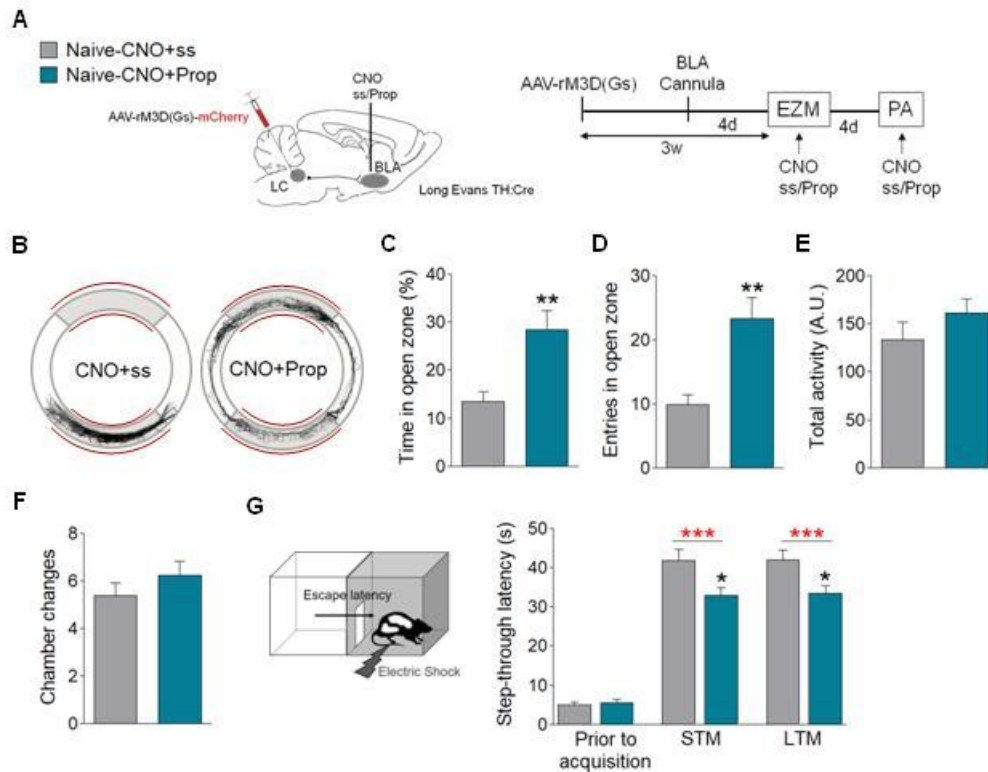 A
Naive-CNO+ss
Naive-CNO+Prop
AAV-rM3D(Gs)-mCherry
CNO
ss/Prop
LC
BLA
Long Evans TH:Cre
AAV-rM3D(Gs)
BLA
Cannula
4d
3w
EZM
4d
PA
CNO
ss/Prop
CNO
ss/Prop
B
CNO+ss
CNO+Prop
C
Time in open zone (%)
40
30
20
10
0
**
D
Entries in open zone
30
20
10
0
**
E
Total activity (A.U.)
200
150
100
50
0
F
Chamber changes
8
6
4
2
0
G
Escape latency
Electric Shock
Step-through latency (s)
50
40
30
20
10
0
***
*
***
*
Prior to
acquisition
STM
LTM